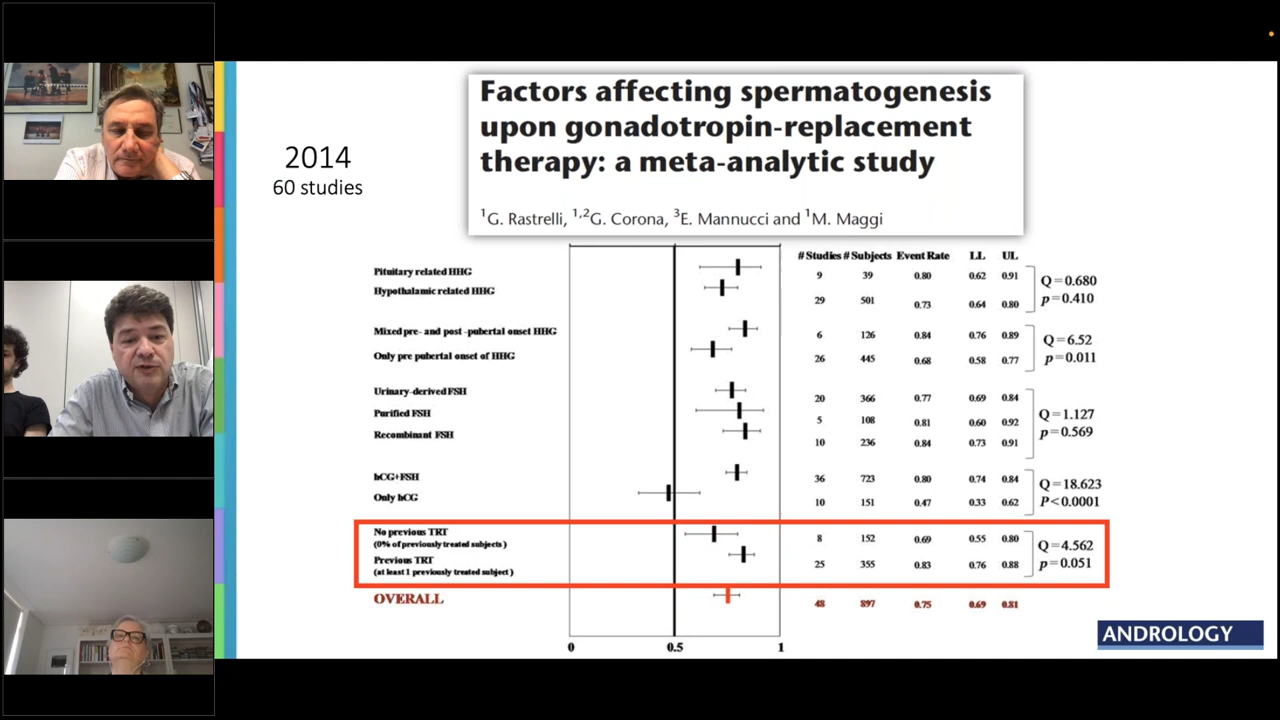 2014
60 studies
Factors affecting spermatogenesis
upon gonadotropin-replacement
therapy: a meta-analytic study
1G. Rastrelli, 1,2G. Corona, 3E. Mannucci and 1M. Maggi
# Studies # Subjects Event Rate LL UL
Pituitary related HHG 9 39 0.80 0.62 0.91
Hypothalamic related HHG 29 501 0.73 0.64 0.80
Q = 0.680
p = 0.410
Mixed pre- and post -pubertal onset HHG 6 126 0.84 0.76 0.89
Only pre pubertal onset of HHG 26 445 0.68 0.58 0.77
Q = 6.52
p = 0.011
Urinary-derived FSH 20 366 0.77 0.69 0.84
Purified FSH 5 108 0.81 0.60 0.92
Recombinant FSH 10 236 0.84 0.73 0.91
Q = 1.127
p = 0.569
hCG+FSH 36 723 0.80 0.74 0.84
Only hCG 10 151 0.47 0.33 0.62
Q = 18.623
P < 0.0001
No previous TRT 8 152 0.69 0.55 0.80
(0% of previously treated subjects )
Previous TRT 25 355 0.83 0.76 0.88
(at least 1 previously treated subject )
Q = 4.562
p = 0.051
OVERALL 48 897 0.75 0.69 0.81
0 0.5 1
ANDROLOGY